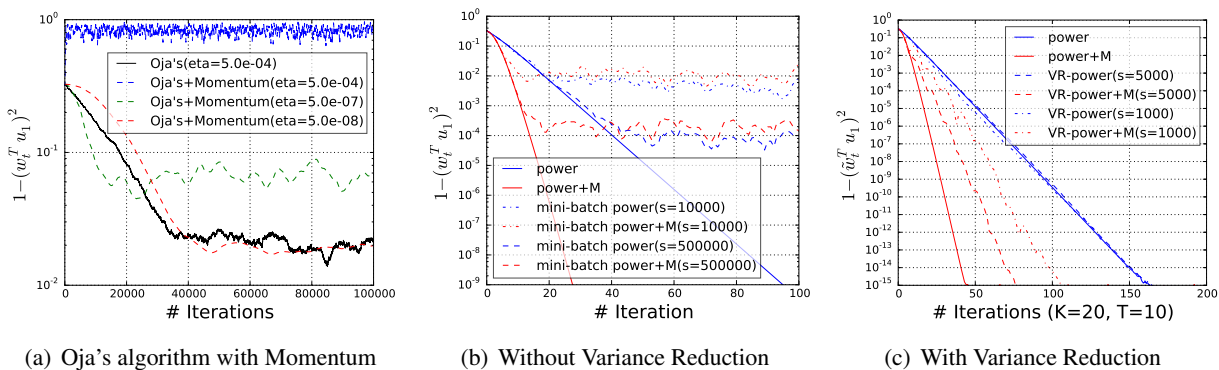 10^0
10^-1
10^-2
1−(w_t^T u_1)^2
Oja's(eta=5.0e-04)
Oja's+Momentum(eta=5.0e-04)
Oja's+Momentum(eta=5.0e-07)
Oja's+Momentum(eta=5.0e-08)
0 20000 40000 60000 80000 100000
# Iterations
(a) Oja's algorithm with Momentum
10^0
10^-1
10^-2
10^-3
10^-4
10^-5
10^-6
10^-7
10^-8
10^-9
1−(w_t^T u_1)^2
power
power+M
mini-batch power(s=10000)
mini-batch power+M(s=10000)
mini-batch power(s=500000)
mini-batch power+M(s=500000)
0 20 40 60 80 100
# Iteration
(b) Without Variance Reduction
10^0
10^-1
10^-2
10^-3
10^-4
10^-5
10^-6
10^-7
10^-8
10^-9
10^-10
10^-11
10^-12
10^-13
10^-14
10^-15
1−(w̃_t^T u_1)^2
power
power+M
VR-power(s=5000)
VR-power+M(s=5000)
VR-power(s=1000)
VR-power+M(s=1000)
0 50 100 150 200
# Iterations (K=20, T=10)
(c) With Variance Reduction